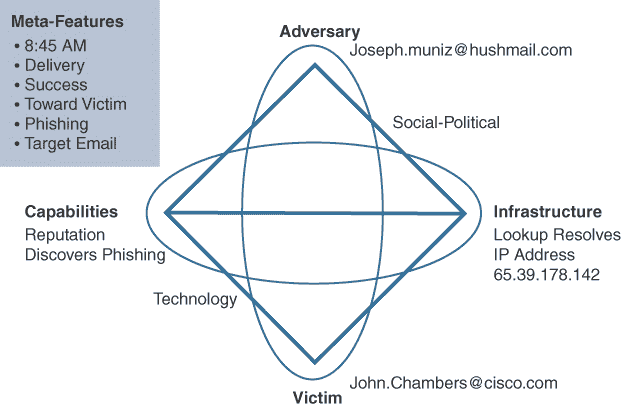 Meta-Features
• 8:45 AM
• Delivery
• Success
• Toward Victim
• Phishing
• Target Email
Adversary
Joseph.muniz@hushmail.com
Social-Political
Capabilities
Reputation
Discovers Phishing
Infrastructure
Lookup Resolves
IP Address
65.39.178.142
Technology
John.Chambers@cisco.com
Victim